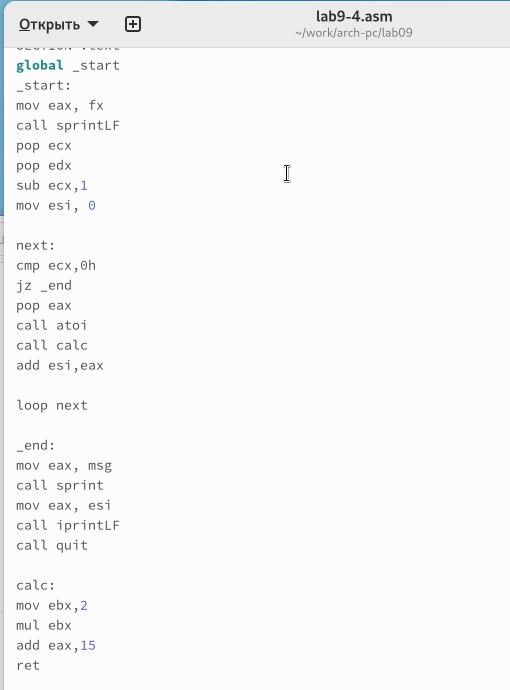 Открыть
lab9-4.asm
~/work/arch-pc/lab09
global _start
_start:
mov eax, fx
call sprintLF
pop ecx
pop edx
sub ecx,1
mov esi, 0
next:
cmp ecx,0h
jz _end
pop eax
call atoi
call calc
add esi,eax
loop next
_end:
mov eax, msg
call sprint
mov eax, esi
call iprintLF
call quit
calc:
mov ebx,2
mul ebx
add eax,15
ret